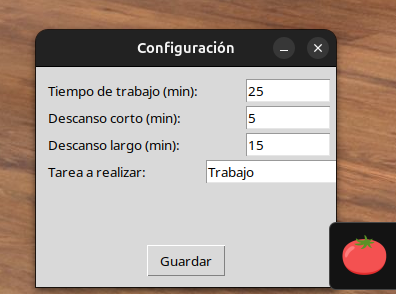 Configuración
Tiempo de trabajo (min): 25
Descanso corto (min): 5
Descanso largo (min): 15
Tarea a realizar: Trabajo
Guardar